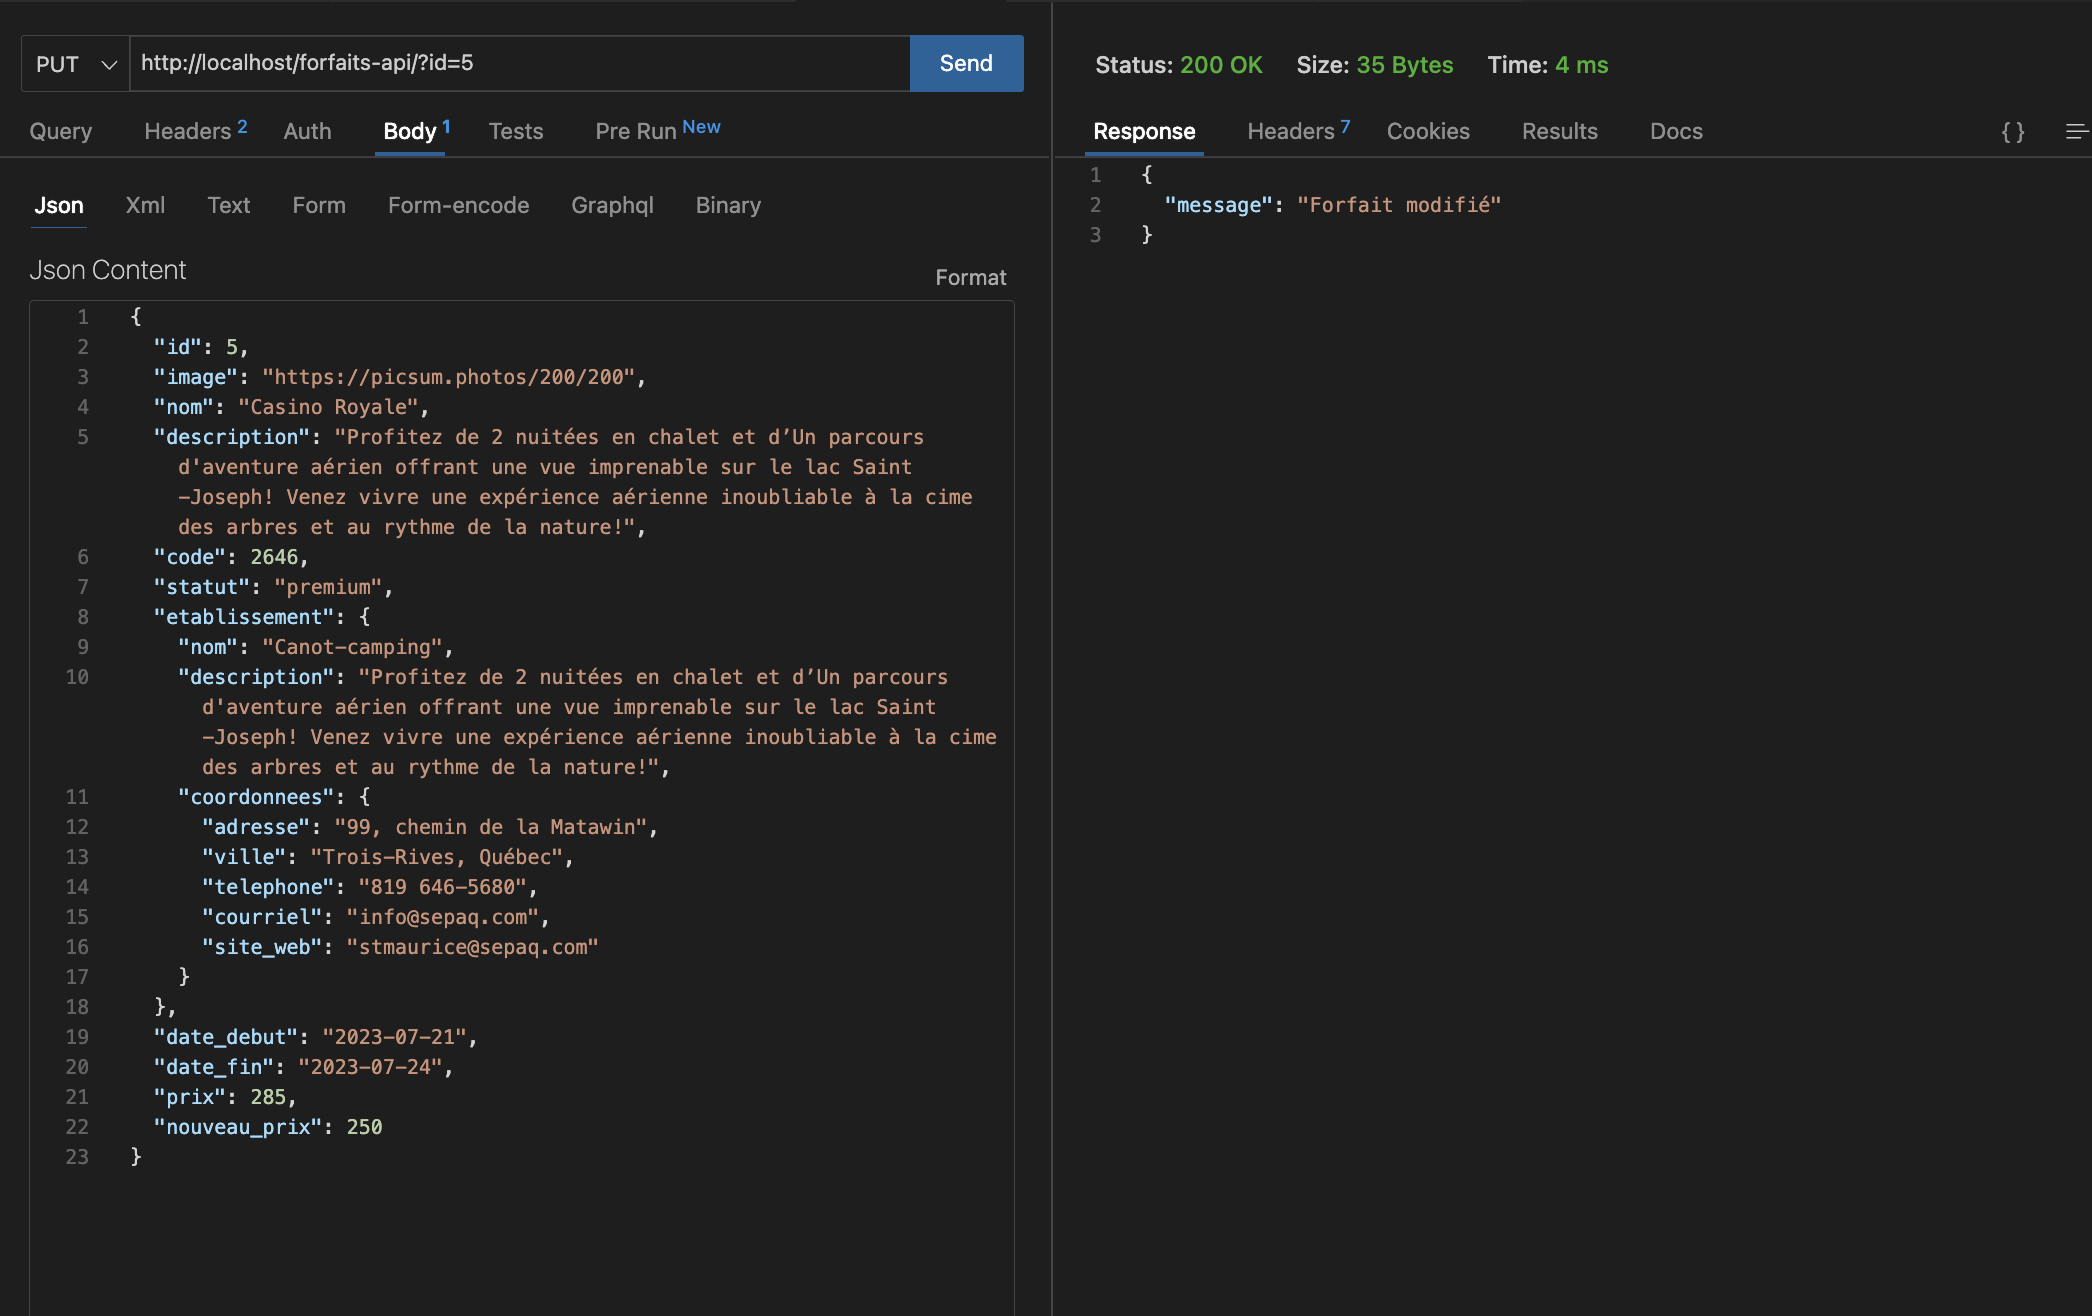 PUT http://localhost/forfaits-api/?id=5 Send
Query Headers 2 Auth Body 1 Tests Pre Run New
Json Xml Text Form Form-encode Graphql Binary
Json Content
Format
1 {
2 "id": 5,
3 "image": "https://picsum.photos/200/200",
4 "nom": "Casino Royale",
5 "description": "Profitez de 2 nuitées en chalet et d’Un parcours
d'aventure aérien offrant une vue imprenable sur le lac Saint
-Joseph! Venez vivre une expérience aérienne inoubliable à la cime
des arbres et au rythme de la nature!",
6 "code": 2646,
7 "statut": "premium",
8 "etablissement": {
9 "nom": "Canot-camping",
10 "description": "Profitez de 2 nuitées en chalet et d’Un parcours
d'aventure aérien offrant une vue imprenable sur le lac Saint
-Joseph! Venez vivre une expérience aérienne inoubliable à la cime
des arbres et au rythme de la nature!",
11 "coordonnees": {
12 "adresse": "99, chemin de la Matawin",
13 "ville": "Trois-Rives, Québec",
14 "telephone": "819 646-5680",
15 "courriel": "info@sepaq.com",
16 "site_web": "stmaurice@sepaq.com"
17 }
18 },
19 "date_debut": "2023-07-21",
20 "date_fin": "2023-07-24",
21 "prix": 285,
22 "nouveau_prix": 250
23 }
Status: 200 OK Size: 35 Bytes Time: 4 ms
Response Headers 7 Cookies Results Docs {}
1 {
2 "message": "Forfait modifié"
3 }